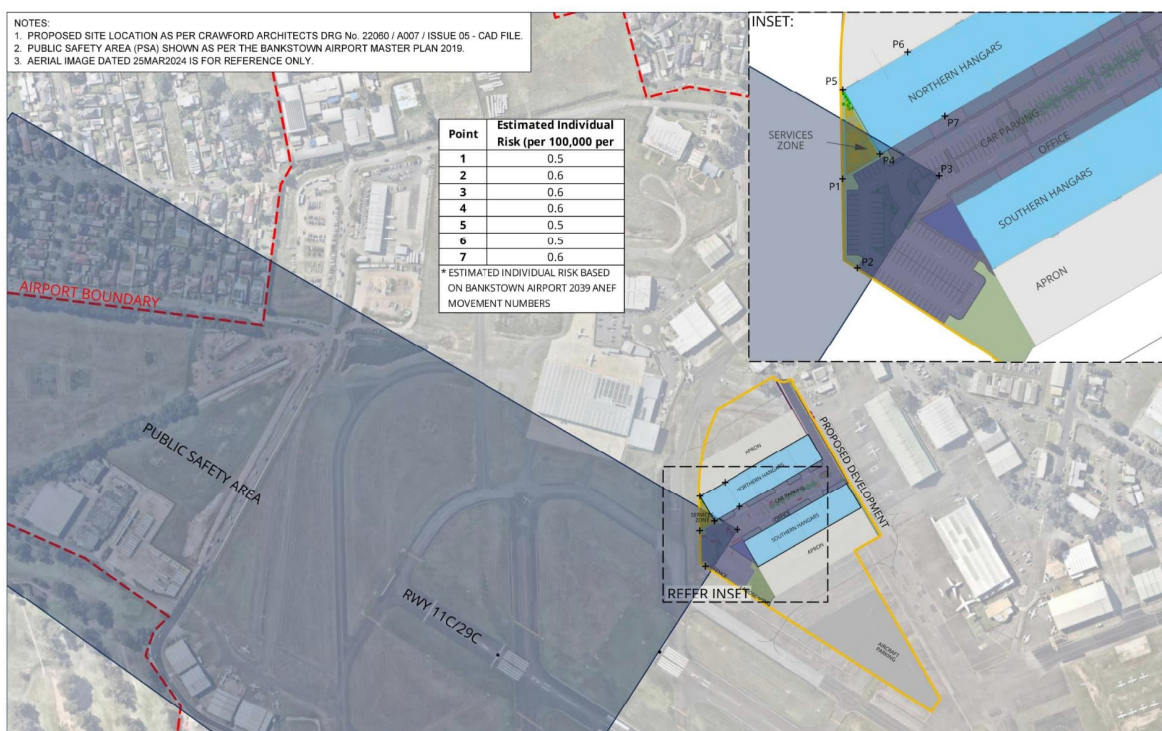 NOTES:
1. PROPOSED SITE LOCATION AS PER CRAWFORD ARCHITECTS DRG No. 22060 / A007 / ISSUE 05 - CAD FILE.
2. PUBLIC SAFETY AREA (PSA) SHOWN AS PER THE BANKSTOWN AIRPORT MASTER PLAN 2019.
3. AERIAL IMAGE DATED 25MAR2024 IS FOR REFERENCE ONLY.
INSET:
P6
NORTHERN HANGARS
P5
P7
CAR PARKING
OFFICE
SERVICES
ZONE
P4
P3
P1
SOUTHERN HANGARS
P2
APRON
Point Estimated Individual
Risk (per 100,000 per
1 0.5
2 0.6
3 0.6
4 0.6
5 0.5
6 0.5
7 0.6
* ESTIMATED INDIVIDUAL RISK BASED
ON BANKSTOWN AIRPORT 2039 ANEF
MOVEMENT NUMBERS
AIRPORT BOUNDARY
PUBLIC SAFETY AREA
RWY 11C/29C
PROPOSED DEVELOPMENT
APRON
NORTHERN HANGARS
CAR PARKING
OFFICE
SERVICES
ZONE
SOUTHERN HANGARS
APRON
REFER INSET
AIRCRAFT
PARKING